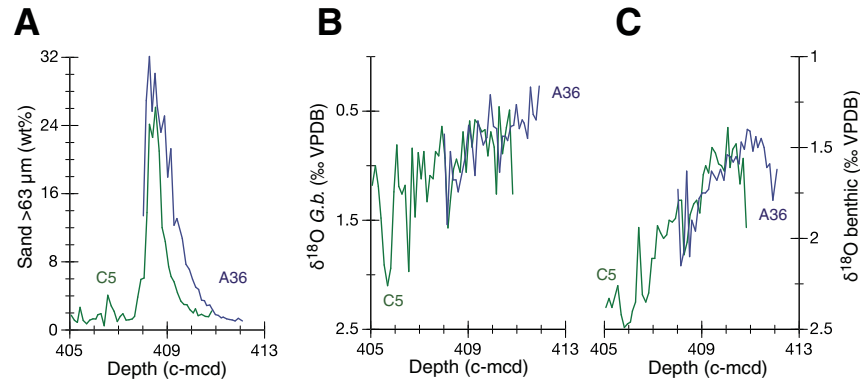 A
B
C
32
24
16
8
0
Sand >63 µm (wt%)
C5
A36
405
409
413
Depth (c-mcd)
0.5
1.5
2.5
δ18O G.b. (‰ VPDB)
A36
C5
405
409
413
Depth (c-mcd)
1
1.5
2
2.5
δ18O benthic (‰ VPDB)
A36
C5
405
409
413
Depth (c-mcd)